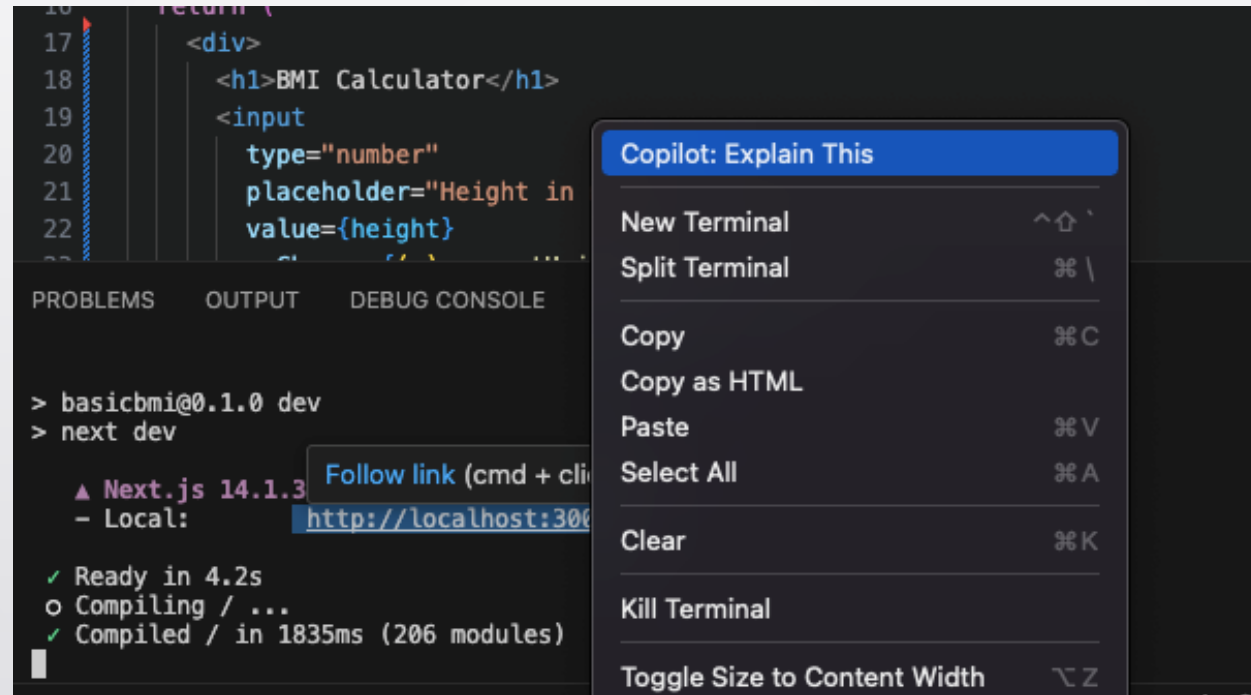 16 return (
17 <div>
18 <h1>BMI Calculator</h1>
19 <input
20 type="number"
21 placeholder="Height in
22 value={height}
PROBLEMS OUTPUT DEBUG CONSOLE
> basicbmi@0.1.0 dev
> next dev
▲ Next.js 14.1.3
Follow link (cmd + cli
- Local: http://localhost:300
✓ Ready in 4.2s
○ Compiling / ...
✓ Compiled / in 1835ms (206 modules)
Copilot: Explain This
New Terminal ^⇧`
Split Terminal ⌘\
Copy ⌘C
Copy as HTML
Paste ⌘V
Select All ⌘A
Clear ⌘K
Kill Terminal
Toggle Size to Content Width ⌥Z